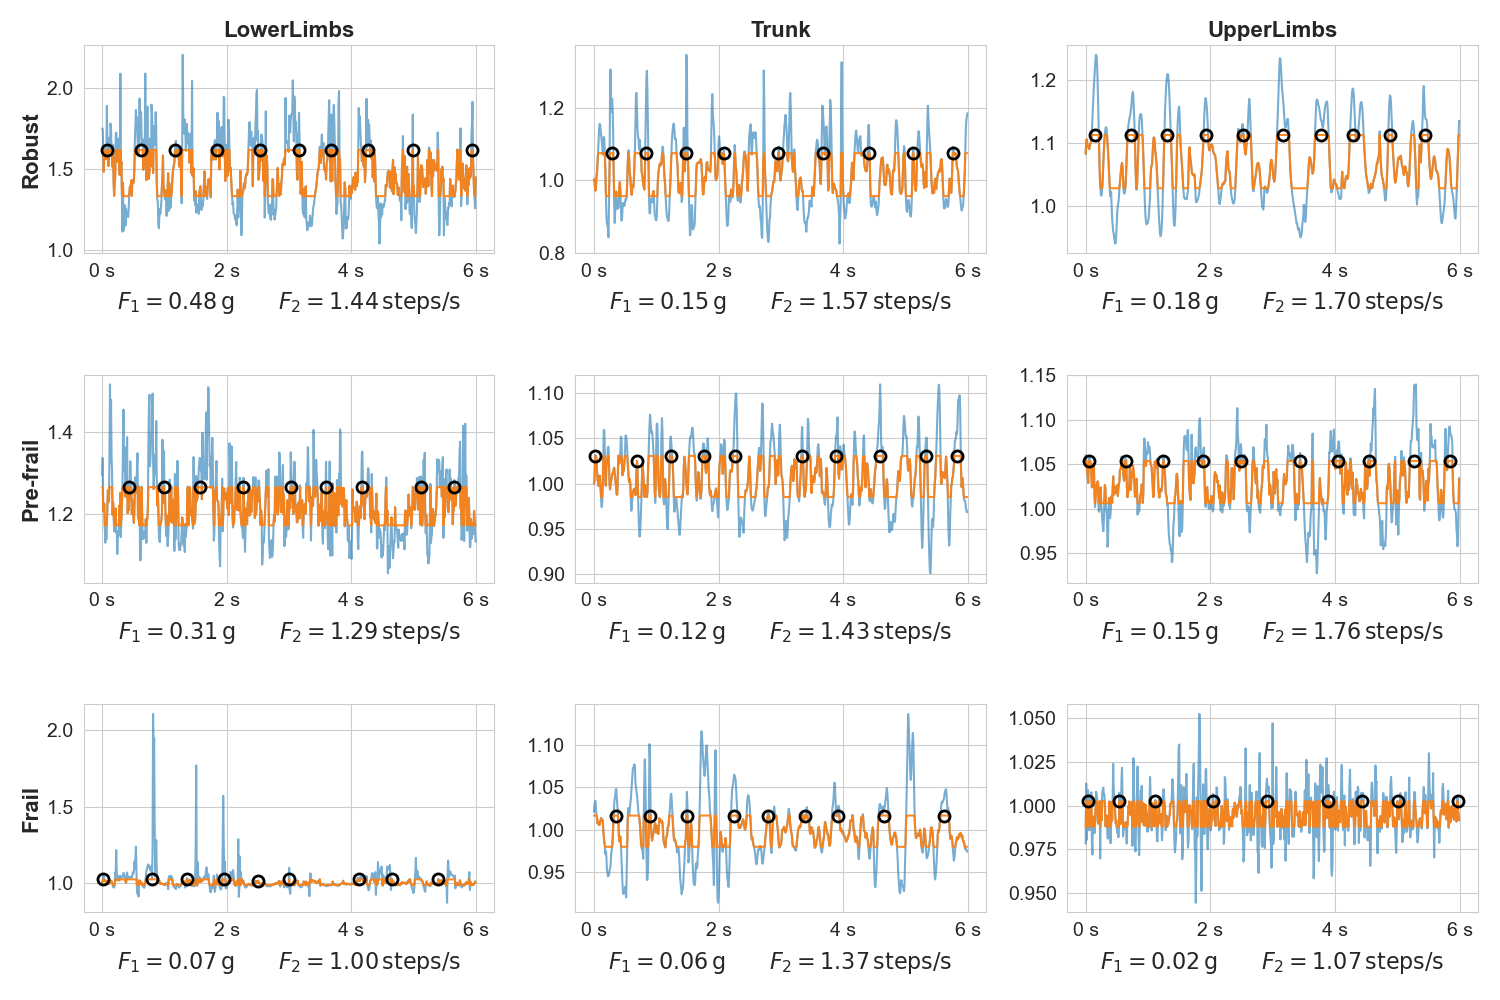 LowerLimbs Trunk UpperLimbs
Robust
2.0
1.5
1.0
0 s 2 s 4 s 6 s
F1 = 0.48 g F2 = 1.44 steps/s
1.2
1.0
0.8
0 s 2 s 4 s 6 s
F1 = 0.15 g F2 = 1.57 steps/s
1.2
1.1
1.0
0 s 2 s 4 s 6 s
F1 = 0.18 g F2 = 1.70 steps/s
Pre-frail
1.4
1.2
0 s 2 s 4 s 6 s
F1 = 0.31 g F2 = 1.29 steps/s
1.10
1.05
1.00
0.95
0.90
0 s 2 s 4 s 6 s
F1 = 0.12 g F2 = 1.43 steps/s
1.15
1.10
1.05
1.00
0.95
0 s 2 s 4 s 6 s
F1 = 0.15 g F2 = 1.76 steps/s
Frail
2.0
1.5
1.0
0 s 2 s 4 s 6 s
F1 = 0.07 g F2 = 1.00 steps/s
1.10
1.05
1.00
0.95
0 s 2 s 4 s 6 s
F1 = 0.06 g F2 = 1.37 steps/s
1.050
1.025
1.000
0.975
0.950
0 s 2 s 4 s 6 s
F1 = 0.02 g F2 = 1.07 steps/s